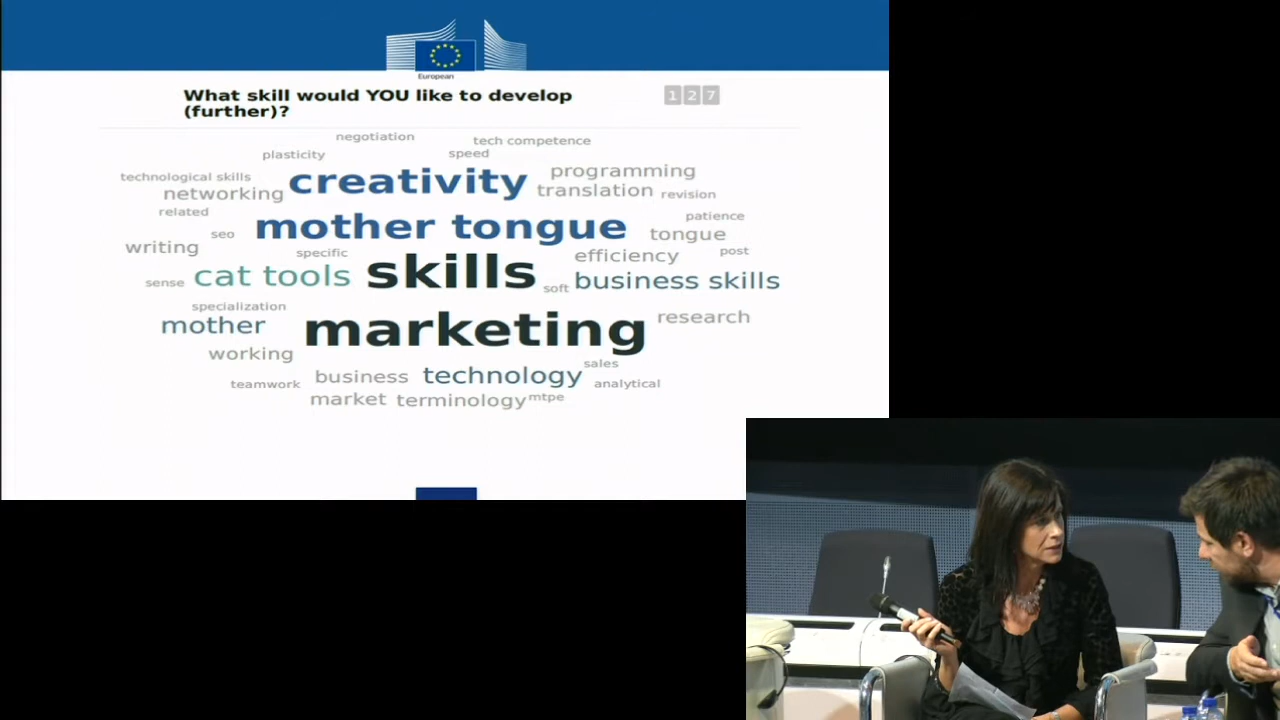 European
What skill would YOU like to develop
(further)?
1 2 7
negotiation
tech competence
plasticity
speed
technological skills
creativity
programming
networking
translation
revision
related
mother tongue
patience
seo
tongue
writing
specific
efficiency
post
sense
cat tools
skills
soft
business skills
specialization
mother
marketing
research
working
sales
teamwork
business
technology
analytical
market
terminology
mtpe